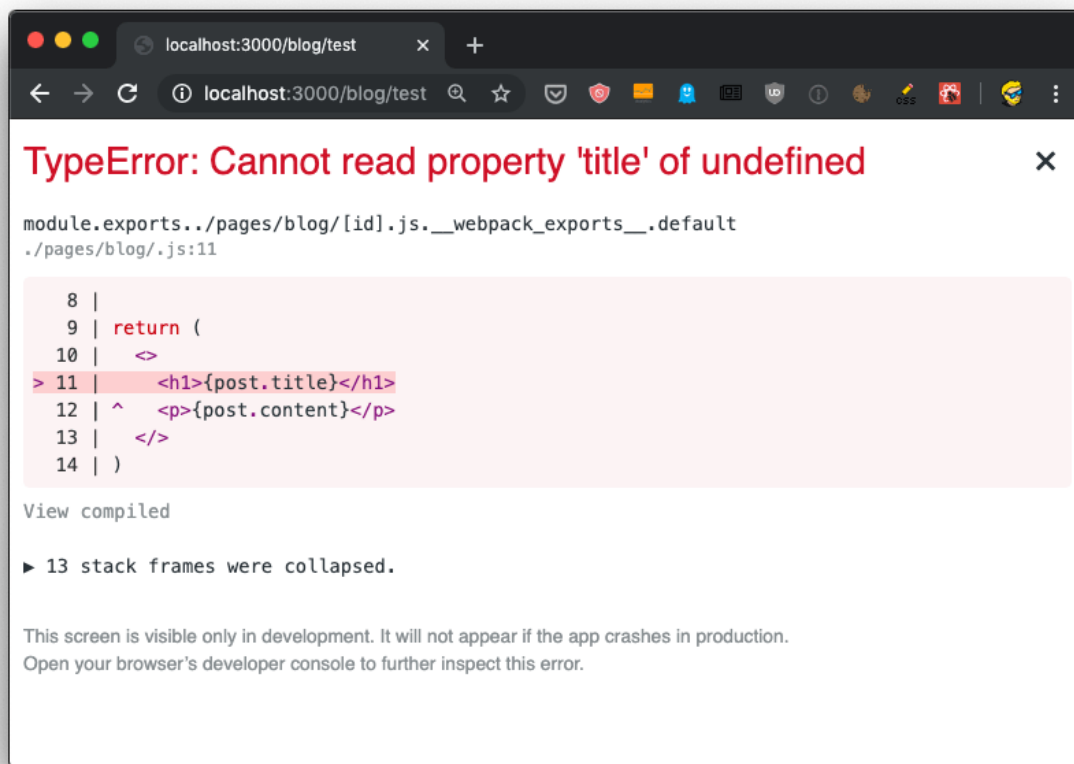 localhost:3000/blog/test
localhost:3000/blog/test
TypeError: Cannot read property 'title' of undefined
module.exports../pages/blog/[id].js.__webpack_exports__.default
./pages/blog/.js:11
8 |
9 | return (
10 |   <>
> 11 |     <h1>{post.title}</h1>
12 | ^   <p>{post.content}</p>
13 |   </>
14 | )
View compiled
▶ 13 stack frames were collapsed.
This screen is visible only in development. It will not appear if the app crashes in production.
Open your browser’s developer console to further inspect this error.